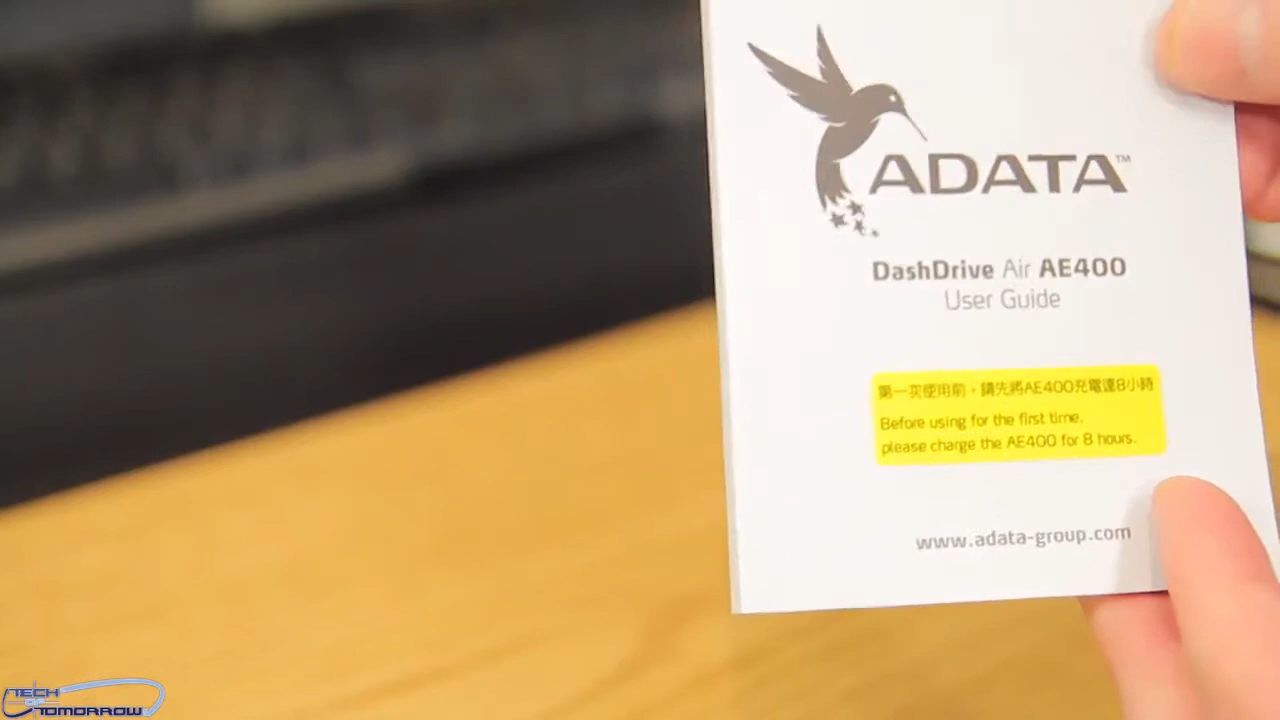 ADATA™
DashDrive Air AE400
User Guide
第一次使用前，請先將AE400充電達8小時
Before using for the first time,
please charge the AE400 for 8 hours.
www.adata-group.com
TECH
OF
TOMORROW